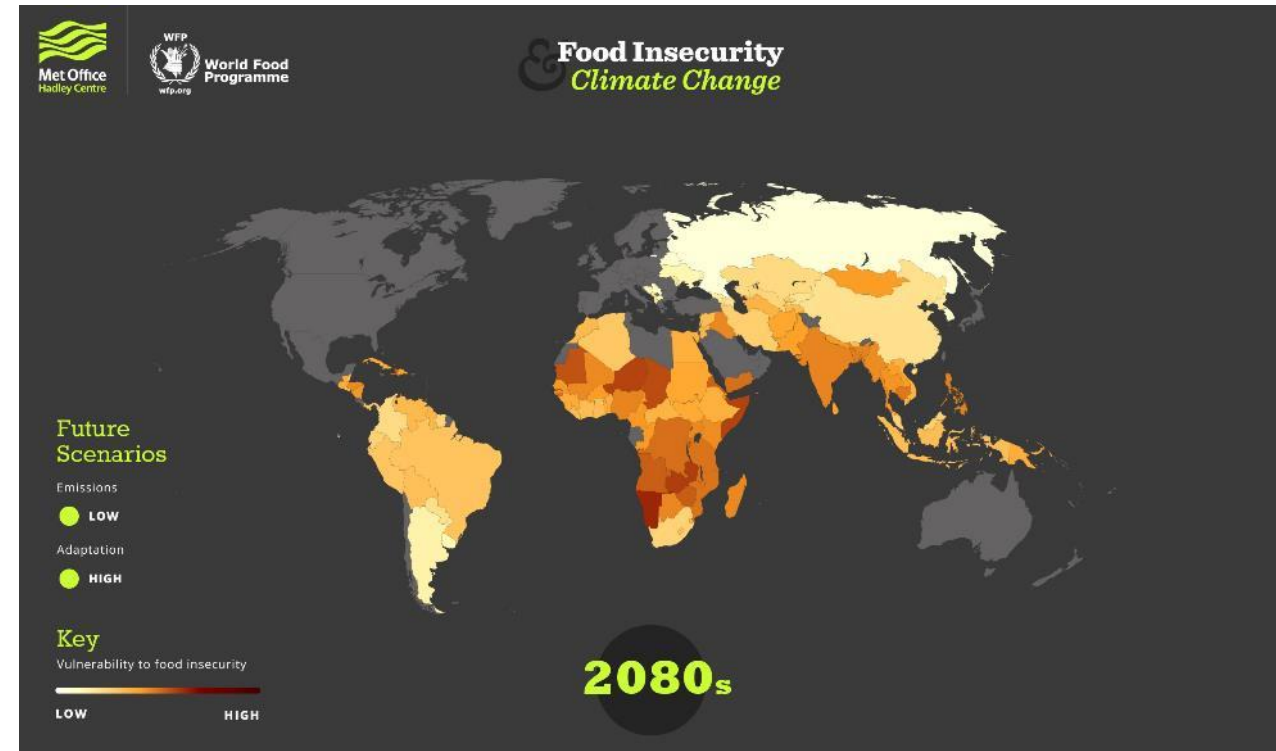 Met Office
Hadley Centre
WFP
wfp.org
World Food
Programme
&
Food Insecurity
Climate Change
Future
Scenarios
Emissions
LOW
Adaptation
HIGH
Key
Vulnerability to food insecurity
LOW HIGH
2080s